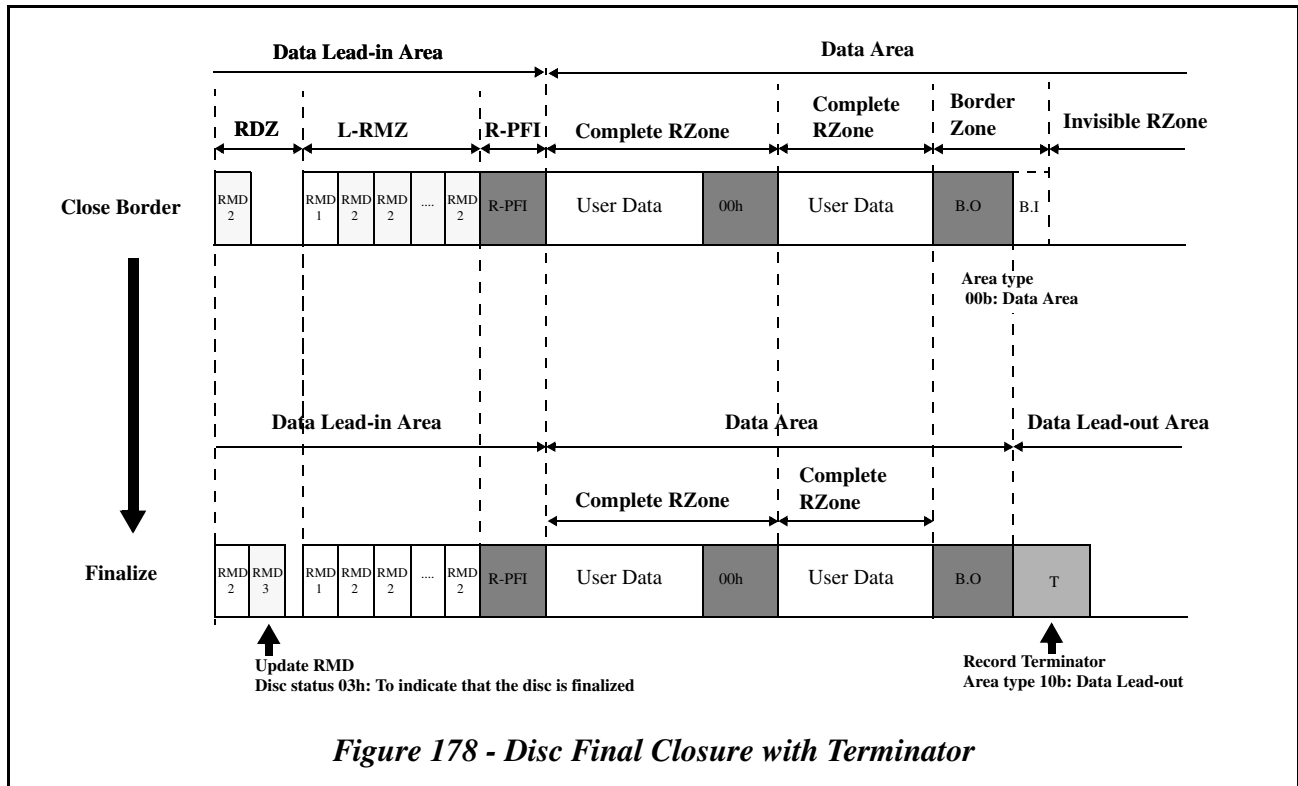 Data Lead-in Area
Data Area
RDZ
L-RMZ
R-PFI
Complete RZone
Complete
RZone
Border
Zone
Invisible RZone
Close Border
RMD
2
RMD
1
RMD
2
RMD
2
....
RMD
2
R-PFI
User Data
00h
User Data
B.O
B.I
Area type
00b: Data Area
Data Lead-in Area
Data Area
Data Lead-out Area
Complete RZone
Complete
RZone
Finalize
RMD
2
RMD
3
RMD
1
RMD
2
RMD
2
....
RMD
2
R-PFI
User Data
00h
User Data
B.O
T
Update RMD
Disc status 03h: To indicate that the disc is finalized
Record Terminator
Area type 10b: Data Lead-out
Figure 178 - Disc Final Closure with Terminator